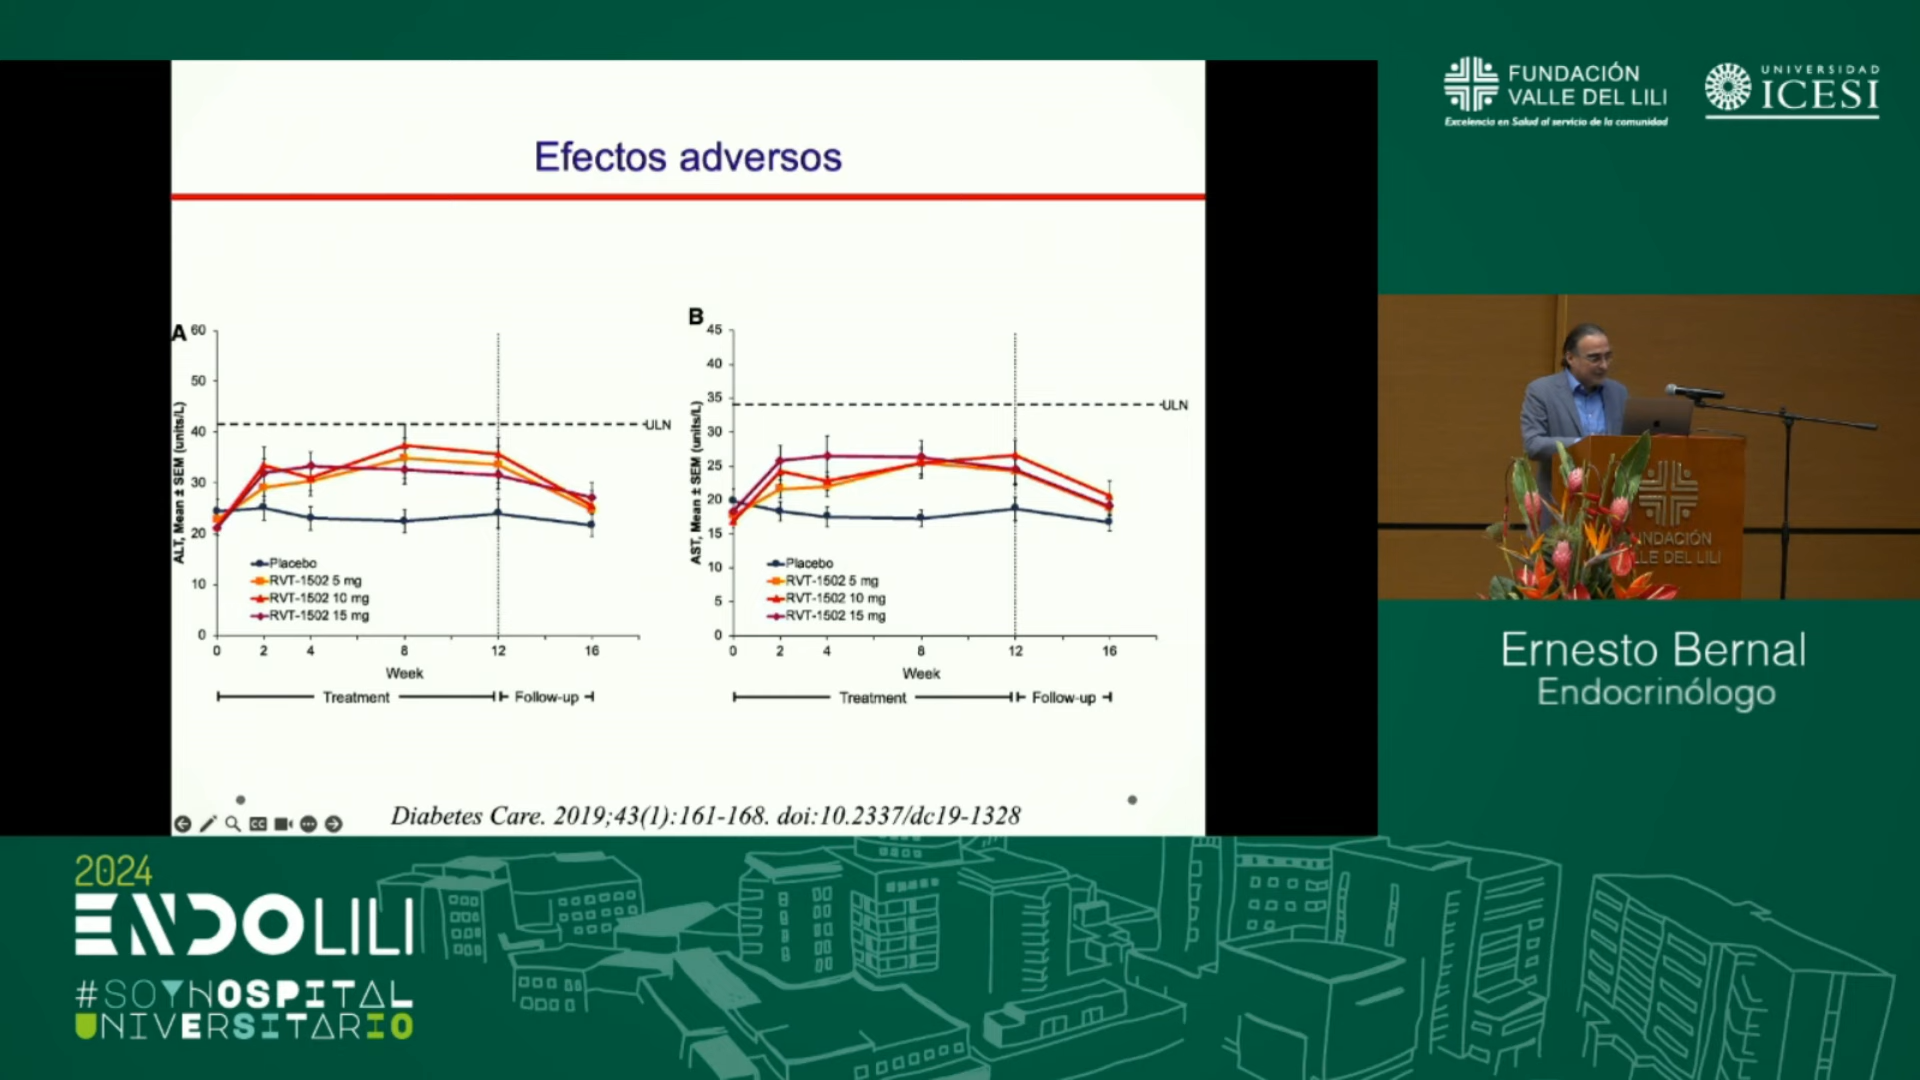 FUNDACIÓN
VALLE DEL LILI
Excelencia en Salud al servicio de la comunidad
UNIVERSIDAD
ICESI
Efectos adversos
A
ALT, Mean ± SEM (units/L)
60
50
40
30
20
10
0
ULN
Placebo
RVT-1502 5 mg
RVT-1502 10 mg
RVT-1502 15 mg
0 2 4 8 12 16
Week
Treatment Follow-up
B
AST, Mean ± SEM (units/L)
45
40
35
30
25
20
15
10
5
0
ULN
Placebo
RVT-1502 5 mg
RVT-1502 10 mg
RVT-1502 15 mg
0 2 4 8 12 16
Week
Treatment Follow-up
CC
Diabetes Care. 2019;43(1):161-168. doi:10.2337/dc19-1328
NDACIÓN
LLE DEL LILI
Ernesto Bernal
Endocrinólogo
2024
ENDOLILI
#SOYHOSPITAL
UNIVERSITARIO